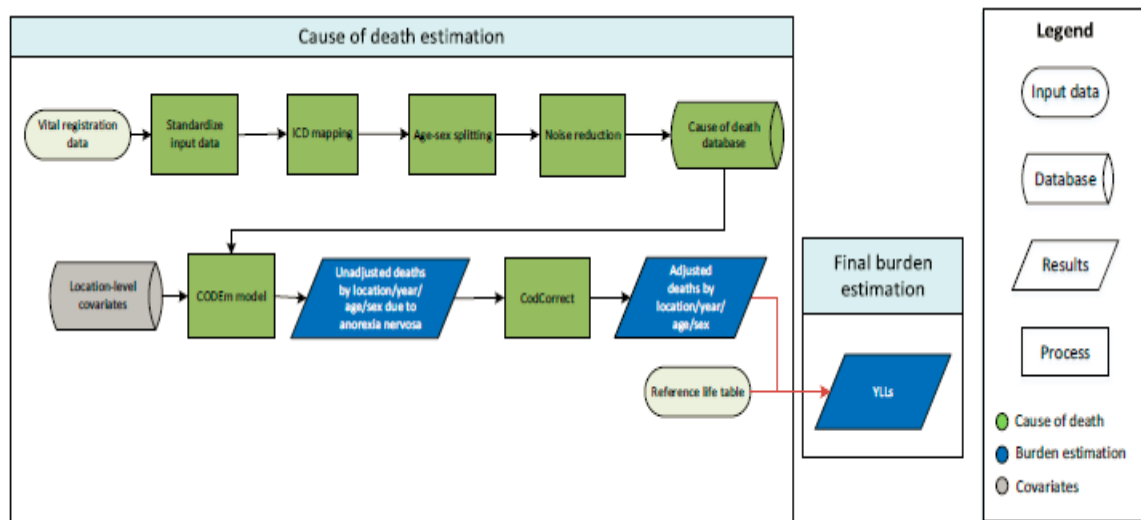 Cause of death estimation
Vital registration
data
Standardize
input data
ICD mapping
Age-sex splitting
Noise reduction
Cause of death
database
Location-level
covariates
CODEm model
Unadjusted deaths
by location/year/
age/sex due to
anorexia nervosa
CodCorrect
Adjusted
deaths by
location/year/
age/sex
Reference life table
Final burden
estimation
YLLs
Legend
Input data
Database
Results
Process
Cause of death
Burden estimation
Covariates